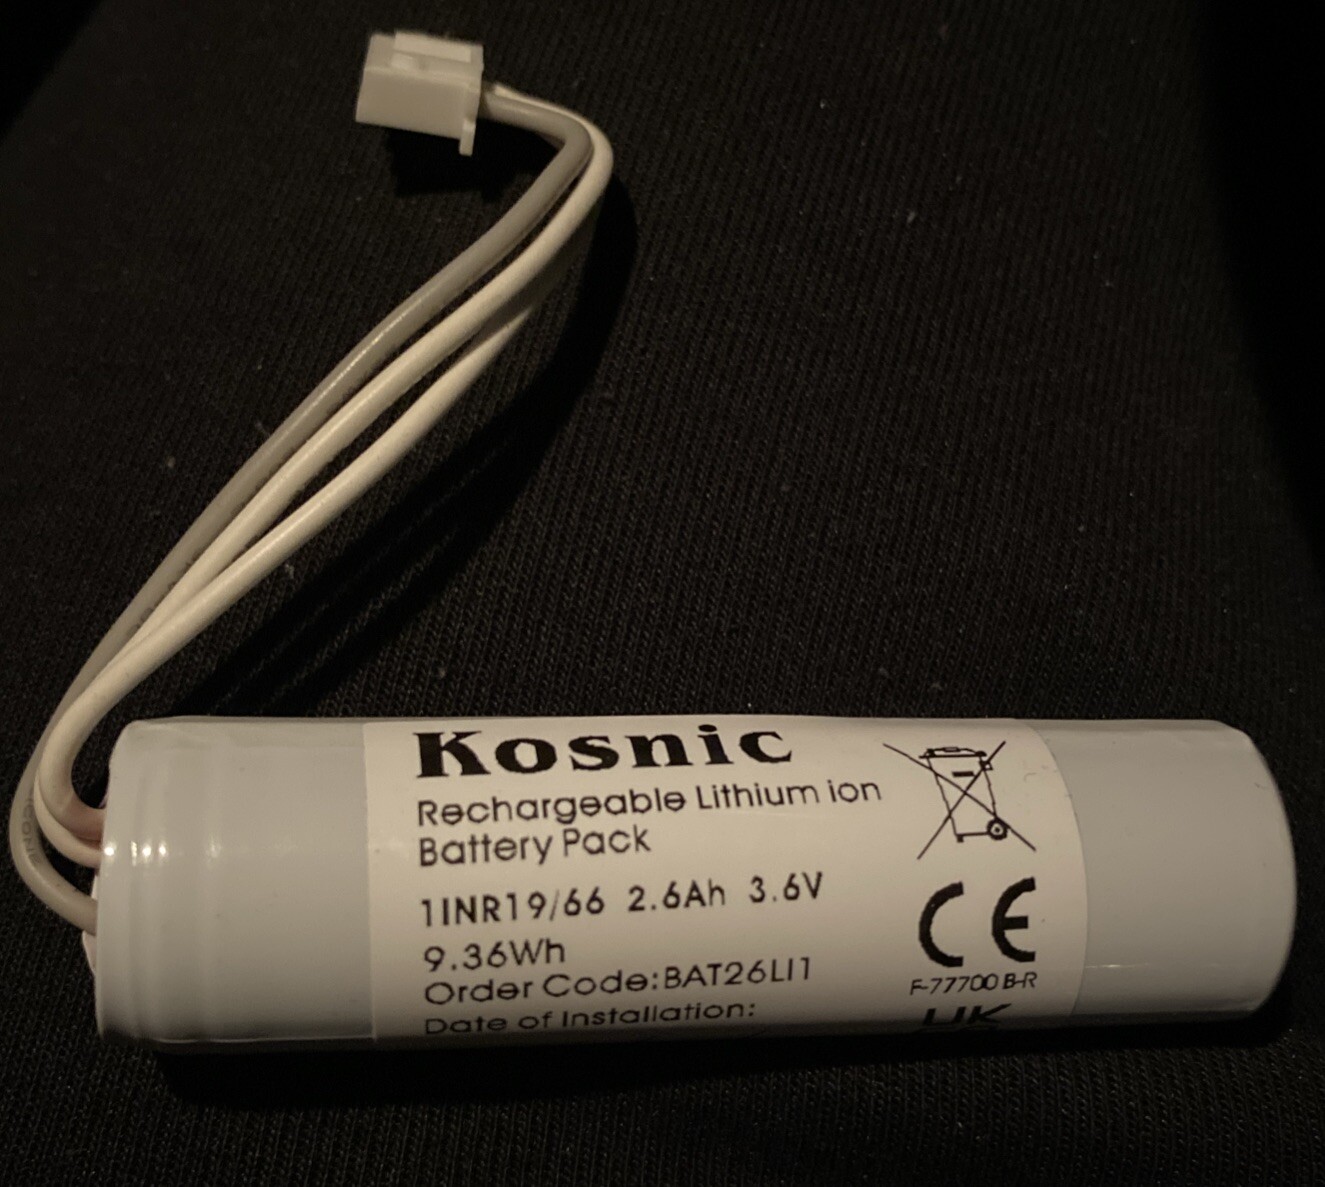 Kosnic
Rechargeable Lithium ion
Battery Pack
1INR19/66 2.6Ah 3.6V
9.36Wh
Order Code:BAT26LI1
Date of Installation:
CE
F-77700 B-R
UK